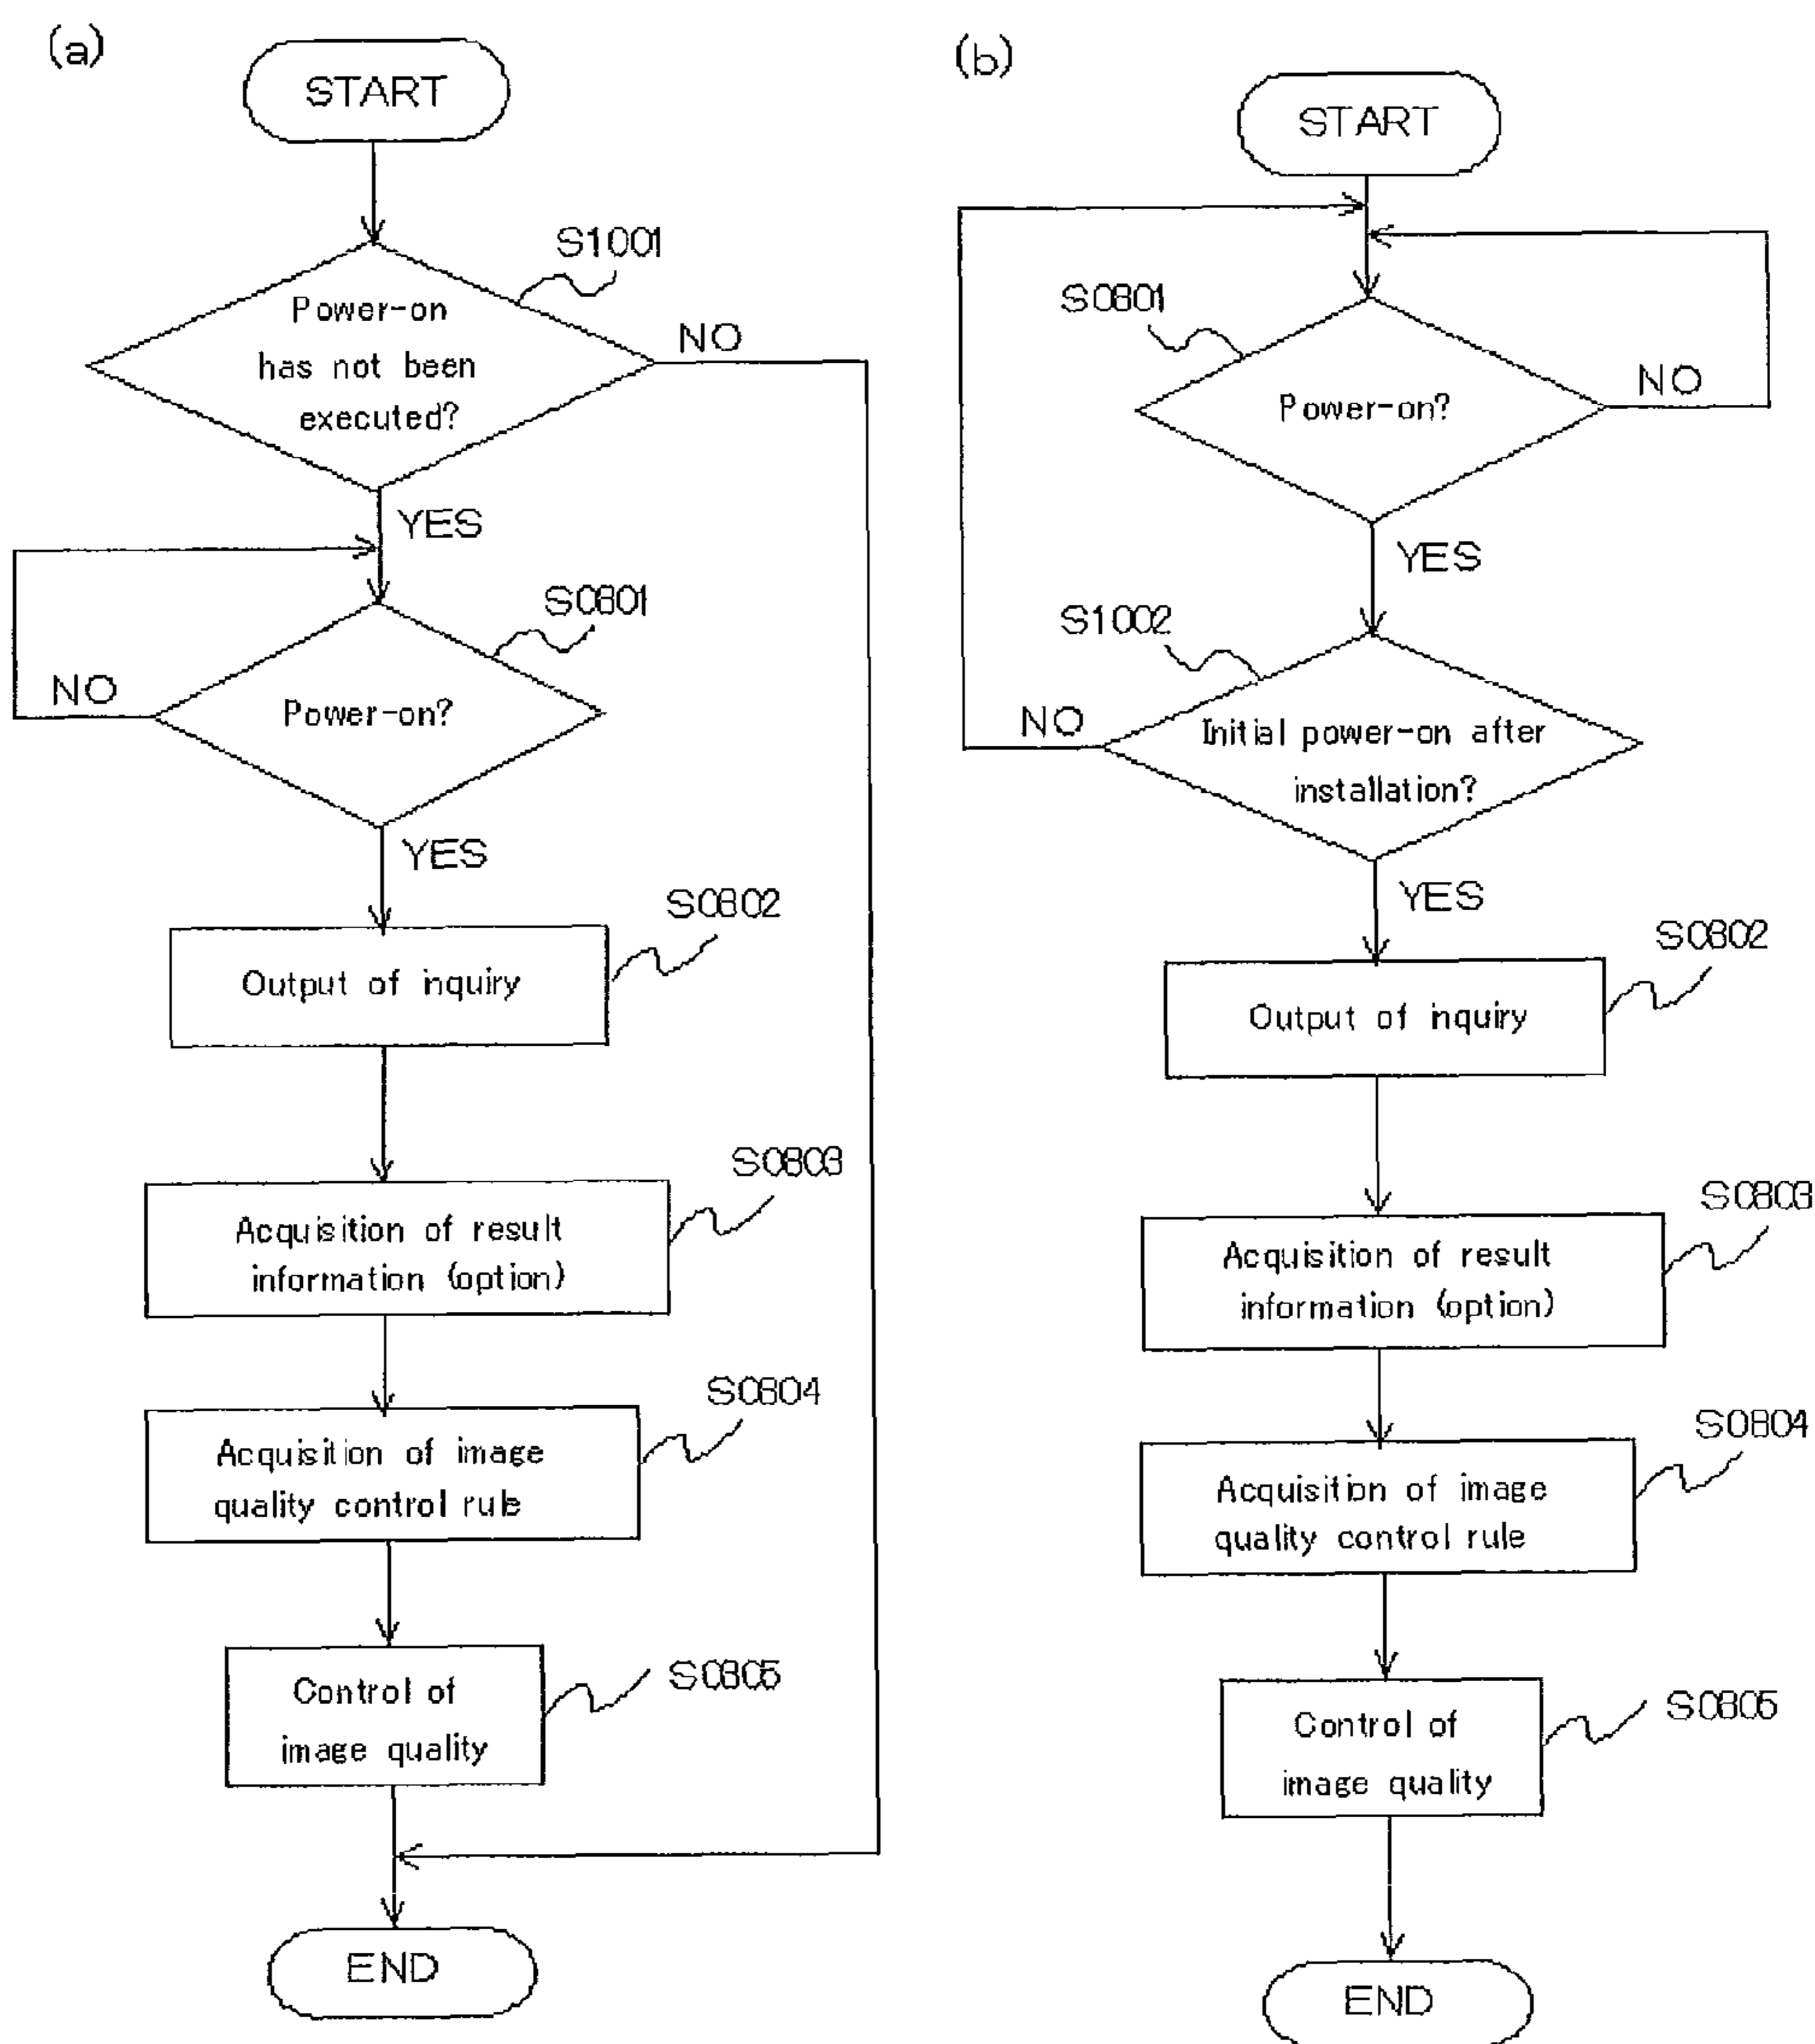 (a)
START
S1001
Power-on
has not been
executed?
NO
YES
S0801
NO
Power-on?
YES
S0802
Output of inquiry
S0803
Acquisition of result
information (option)
S0804
Acquisition of image
quality control rule
S0805
Control of
image quality
END
(b)
START
S0801
Power-on?
NO
YES
S1002
NO
Initial power-on after
installation?
YES
S0802
Output of inquiry
S0803
Acquisition of result
information (option)
S0804
Acquisition of image
quality control rule
S0805
Control of
image quality
END